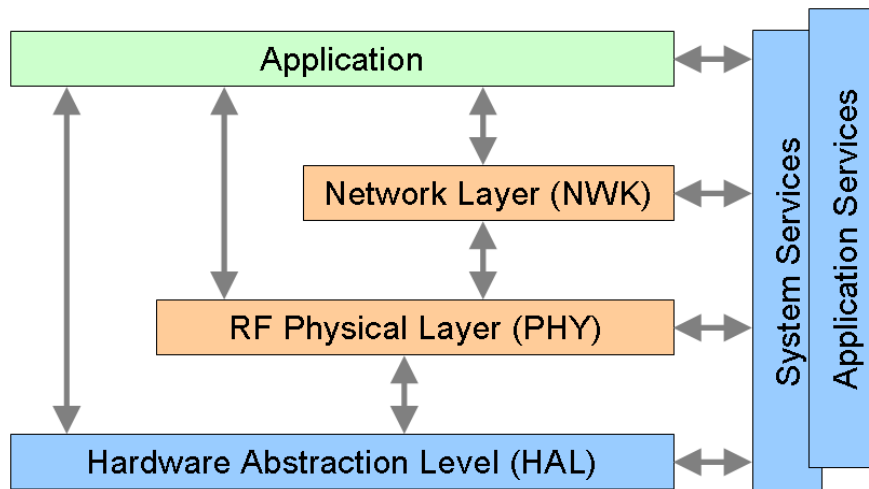 Application
Network Layer (NWK)
RF Physical Layer (PHY)
Hardware Abstraction Level (HAL)
System Services
Application Services